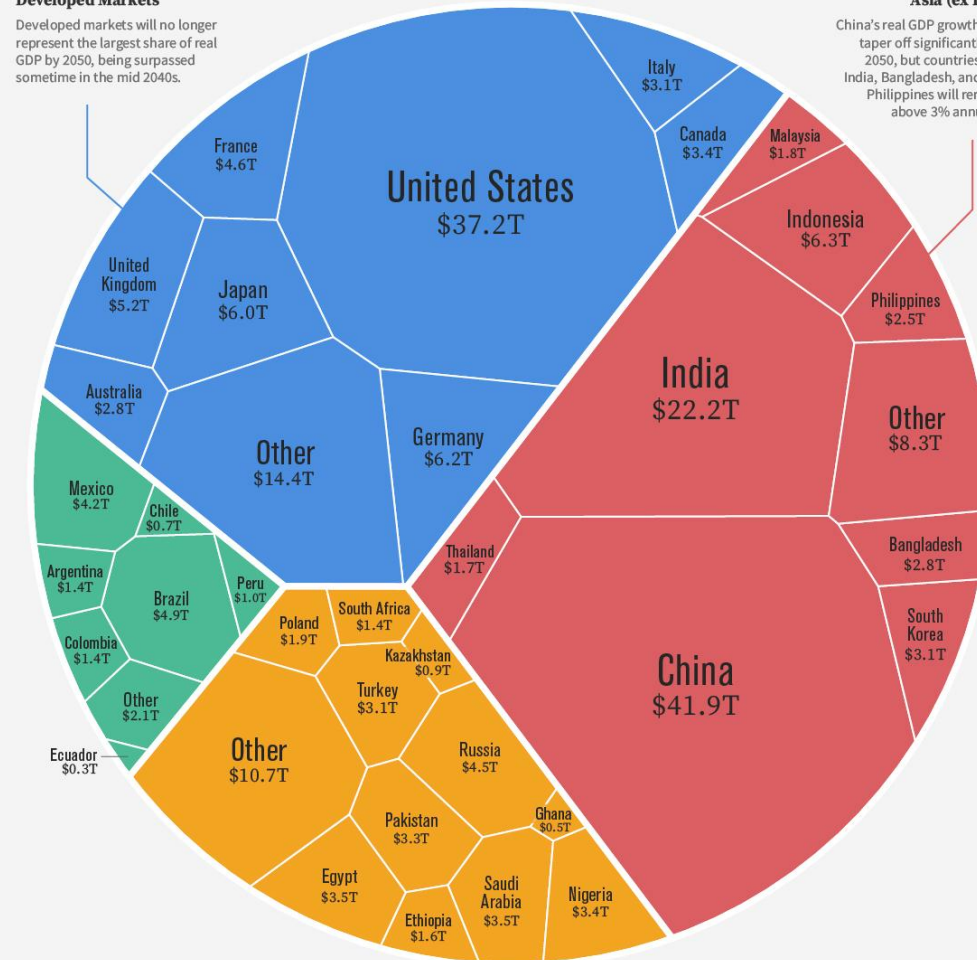 Developed Markets
Developed markets will no longer
represent the largest share of real
GDP by 2050, being surpassed
sometime in the mid 2040s.
Asia (ex
China's real GDP growth
taper off significant
2050, but countries
India, Bangladesh, and
Philippines will
above 3%
Italy
$3.1T
Canada
$3.4T
France
$4.6T
United States
$37.2T
United
Kingdom
$5.2T
Japan
$6.0T
Australia
$2.8T
Other
$14.4T
Germany
$6.2T
Malaysia
$1.8T
Indonesia
$6.3T
Philippines
$2.5T
India
$22.2T
Other
$8.3T
Thailand
$1.7T
Bangladesh
$2.8T
South
Korea
$3.1T
China
$41.9T
Mexico
$4.2T
Chile
$0.7T
Argentina
$1.4T
Brazil
$4.9T
Peru
$1.0T
Colombia
$1.4T
Other
$2.1T
Ecuador
$0.3T
Poland
$1.9T
South Africa
$1.4T
Kazakhstan
$0.9T
Turkey
$3.1T
Other
$10.7T
Russia
$4.5T
Pakistan
$3.3T
Ghana
$0.5T
Egypt
$3.5T
Ethiopia
$1.6T
Saudi
Arabia
$3.5T
Nigeria
$3.4T